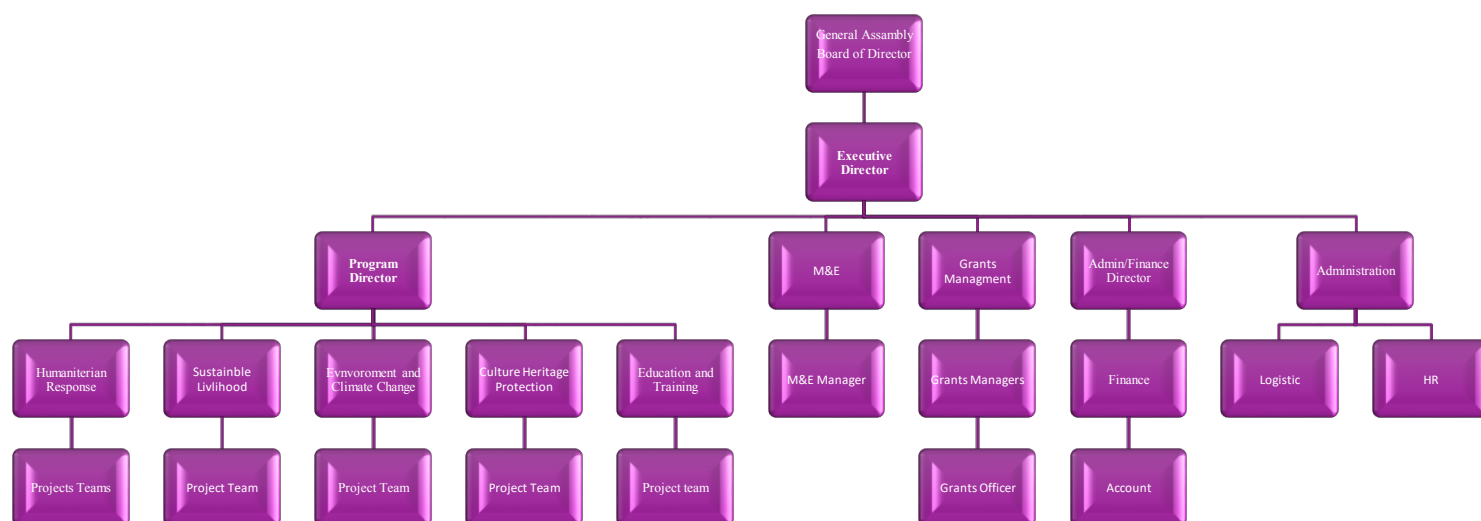 General Assambly
Board of Director
Executive
Director
Program
Director
M&E
Grants
Managment
Admin/Finance
Director
Administration
Humaniterian
Response
Sustainble
Livlihood
Evnvoroment and
Climate Change
Culture Heritage
Protection
Education and
Training
M&E Manager
Grants Managers
Finance
Logistic
HR
Projects Teams
Project Team
Project Team
Project Team
Project team
Grants Officer
Account